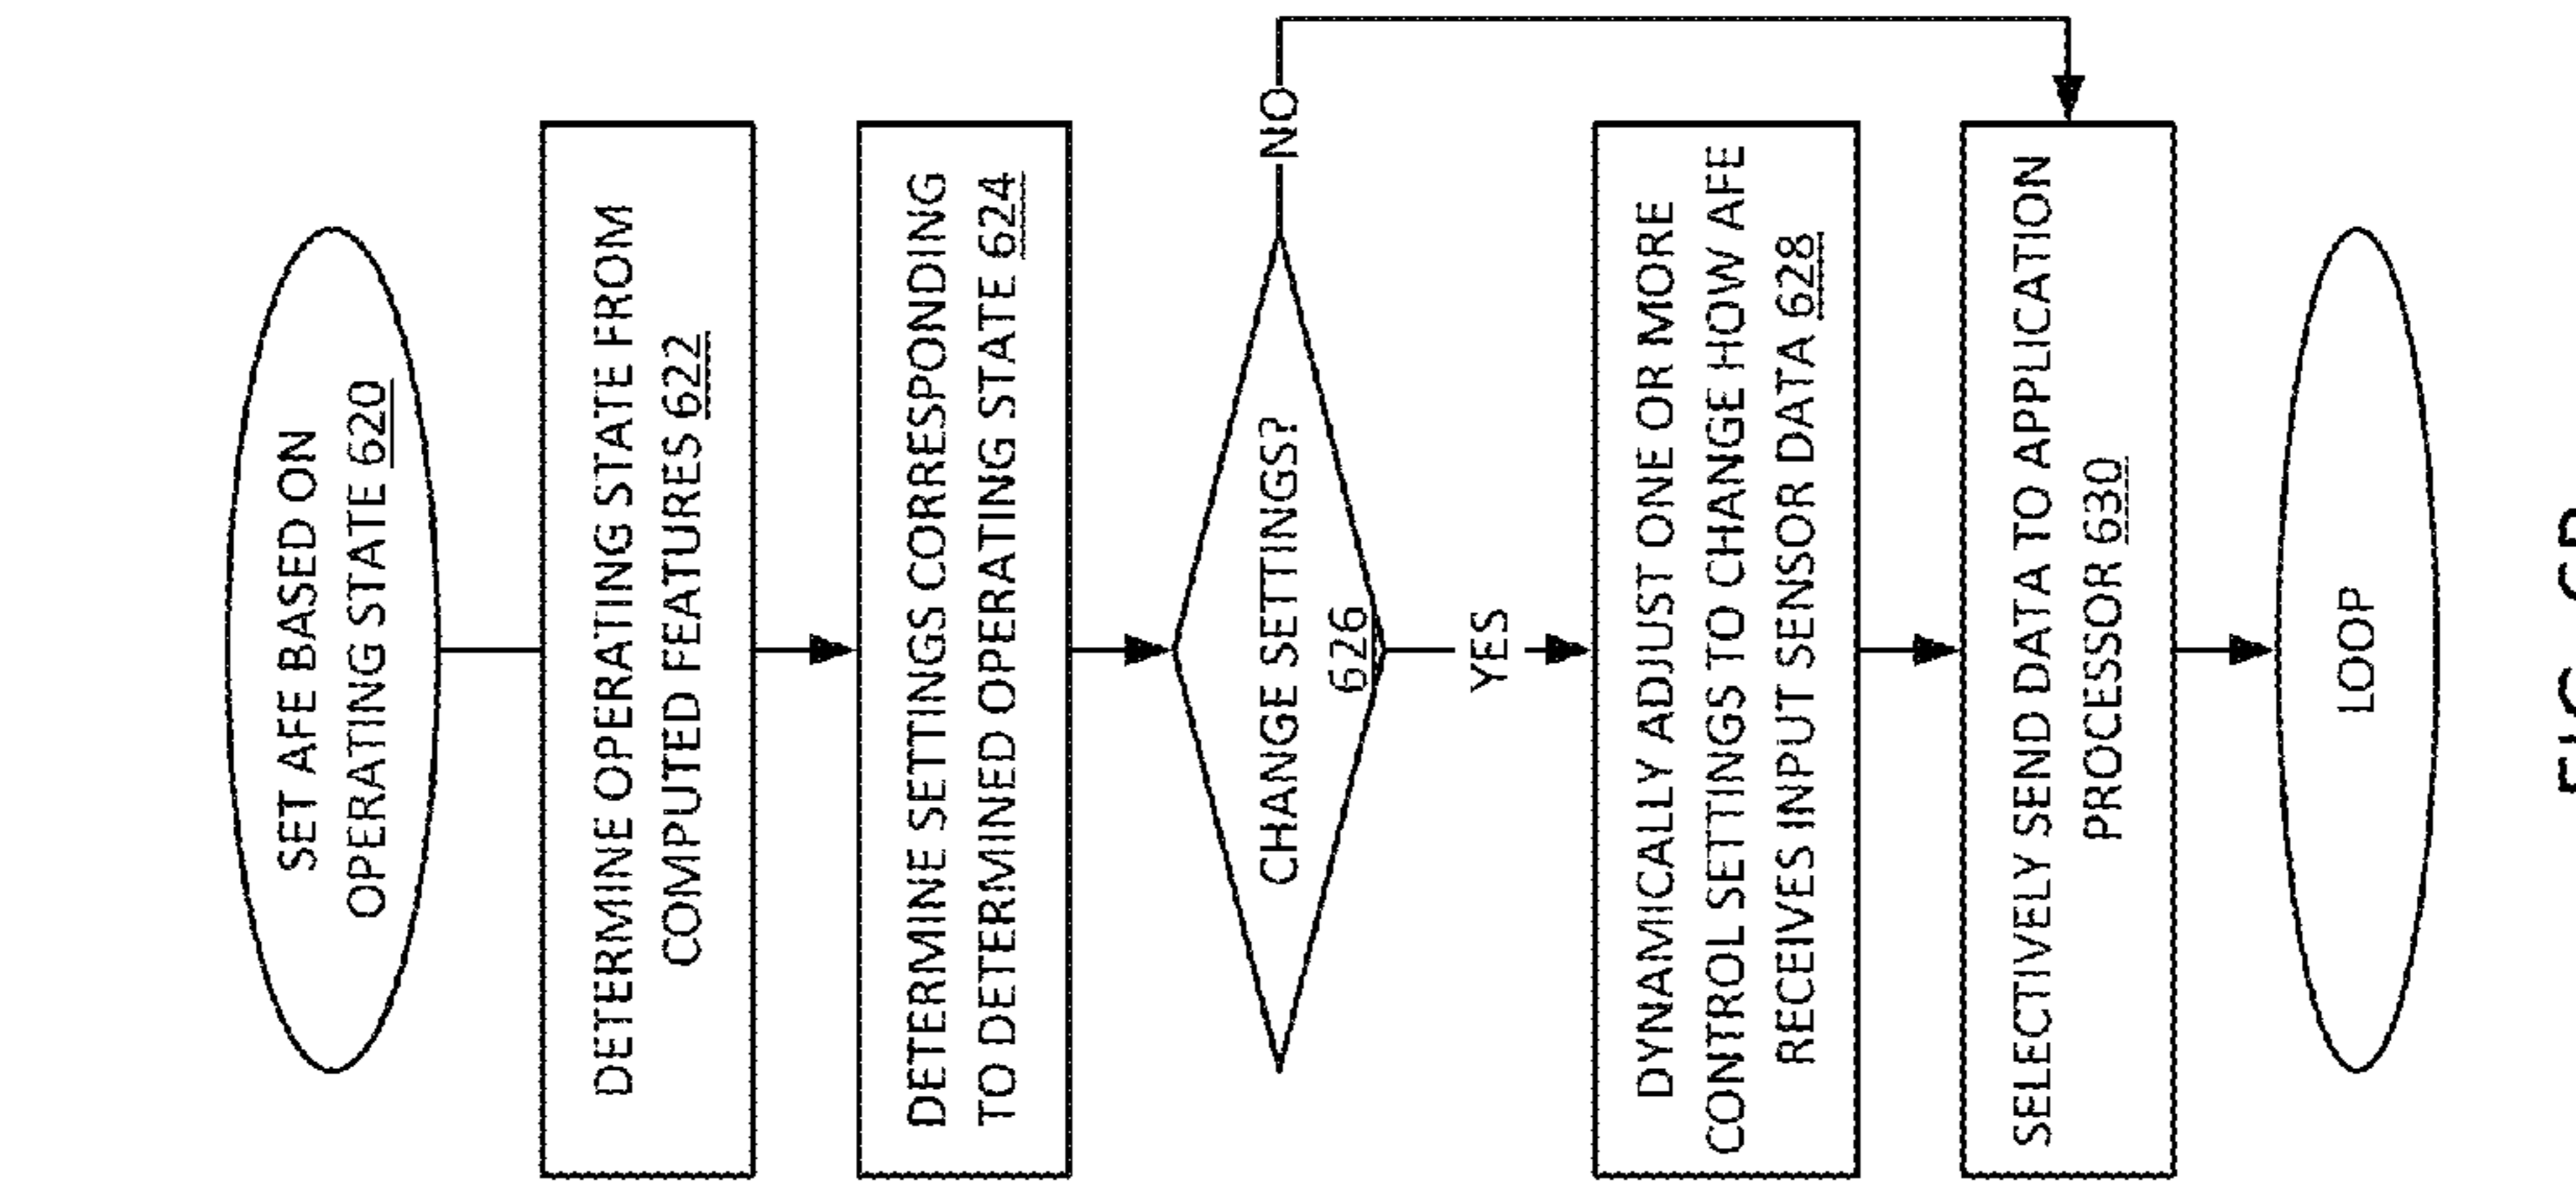 SET AFE BASED ON
OPERATING STATE 620
DETERMINE OPERATING STATE FROM
COMPUTED FEATURES 622
DETERMINE SETTINGS CORRESPONDING
TO DETERMINED OPERATING STATE 624
CHANGE SETTINGS?
626
NO
YES
DYNAMICALLY ADJUST ONE OR MORE
CONTROL SETTINGS TO CHANGE HOW AFE
RECEIVES INPUT SENSOR DATA 628
SELECTIVELY SEND DATA TO APPLICATION
PROCESSOR 630
LOOP